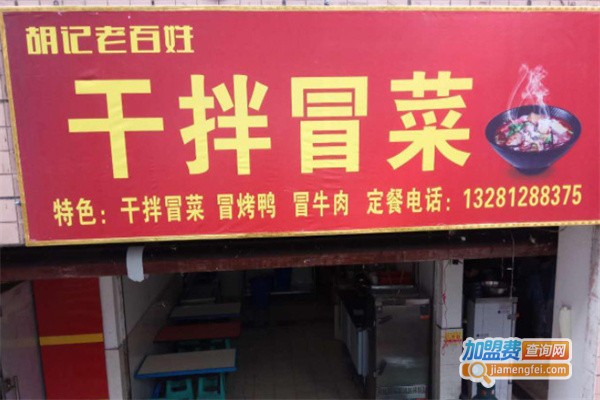 胡记老百姓
干拌冒菜
特色：干拌冒菜 冒烤鸭 冒牛肉 定餐电话：13281288375
加盟费查询网
jiamengfei.com